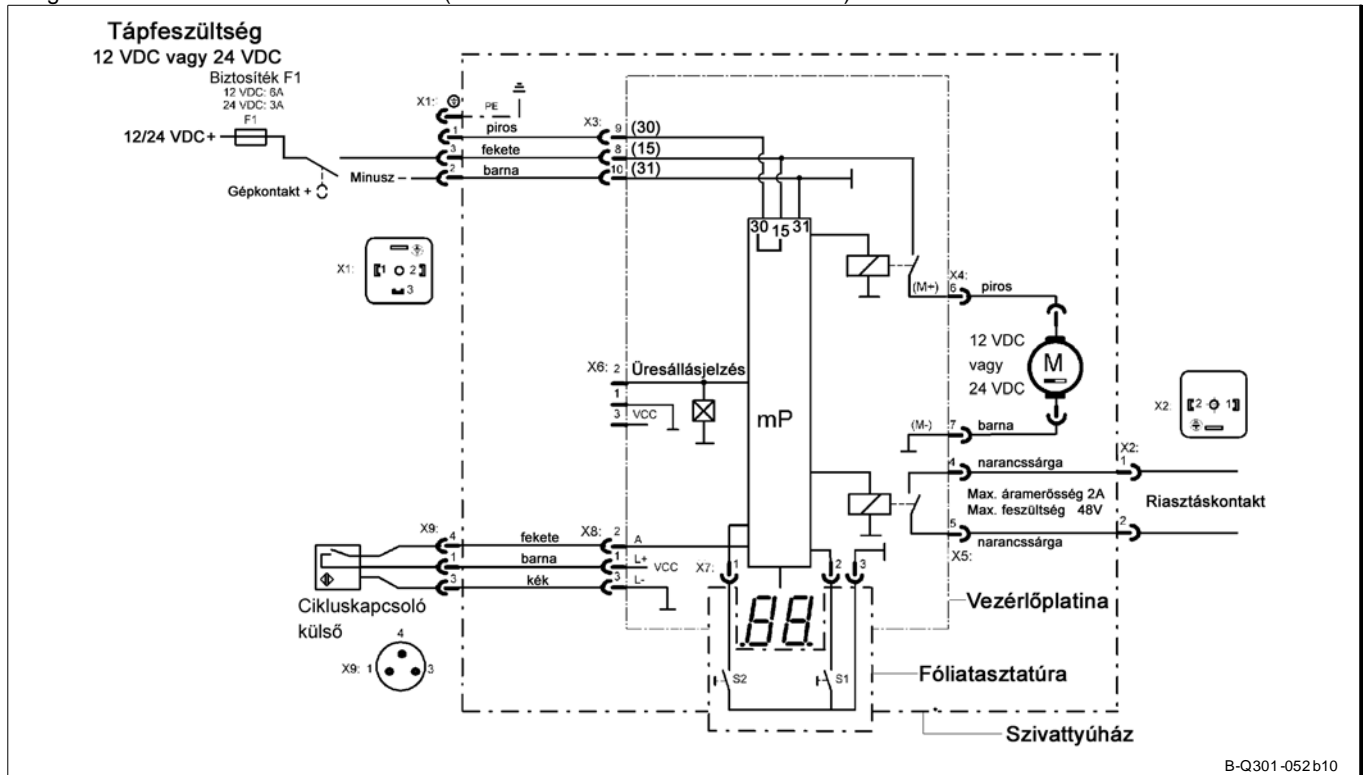 Tápfeszültség
12 VDC vagy 24 VDC
Biztosíték F1
12 VDC: 6A
24 VDC: 3A
F1
12/24 VDC+
Gépkontakt +
Minusz –
X1:
PE
1 piros
3 fekete
2 barna
X3:
9 (30)
8 (15)
10 (31)
X1:
1 2
3
30 15 31
mP
(M+)
X4:
6 piros
12 VDC
vagy
24 VDC
M
(M-)
7 barna
X2:
2 1
X6: 2 Üresállásjelzés
1
3 VCC
4 narancssárga
X2:
1
Max. áramerősség 2A
Max. feszültség 48V
Riasztáskontakt
5 narancssárga
2
X5:
X9:
4 fekete
1 barna
3 kék
X8: 2 A
1 L+ VCC
3 L-
X7: 1
2 3
Cikluskapcsoló
külső
X9: 1 4 3
88
S2
S1
Vezérlőplatina
Fóliatasztatúra
Szivattyúház
B-Q301-052b10